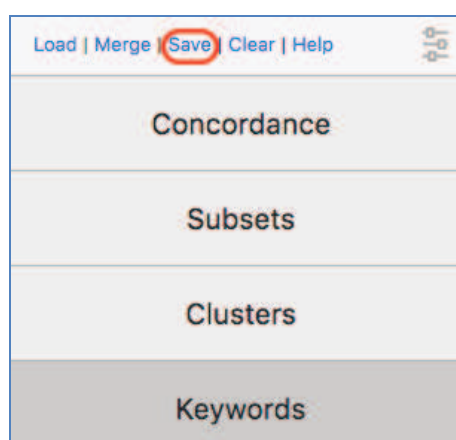 Load | Merge | Save | Clear | Help
Concordance
Subsets
Clusters
Keywords